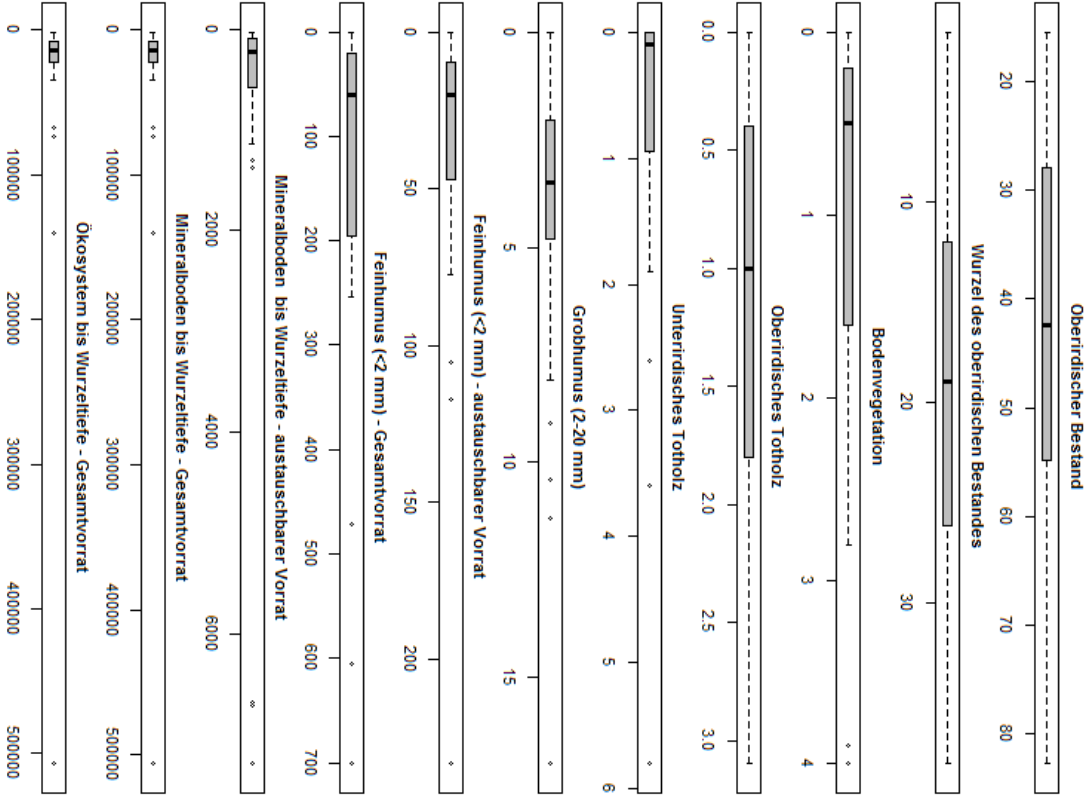 Oberirdischer Bestand
20 30 40 50 60 70 80
Wurzel des oberirdischen Bestandes
10 20 30
Bodenvegetation
0 1 2 3 4
Oberirdisches Totholz
0.0 0.5 1.0 1.5 2.0 2.5 3.0
Unterirdisches Totholz
0 1 2 3 4 5 6
Grobhumus (2-20 mm)
0 5 10 15
Feinhumus (<2 mm) - austauschbarer Vorrat
0 50 100 150 200
Feinhumus (<2 mm) - Gesamtvorrat
0 100 200 300 400 500 600 700
Mineralboden bis Wurzeltiefe - austauschbarer Vorrat
0 2000 4000 6000
Mineralboden bis Wurzeltiefe - Gesamtvorrat
0 100000 200000 300000 400000 500000
Ökosystem bis Wurzeltiefe - Gesamtvorrat
0 100000 200000 300000 400000 500000